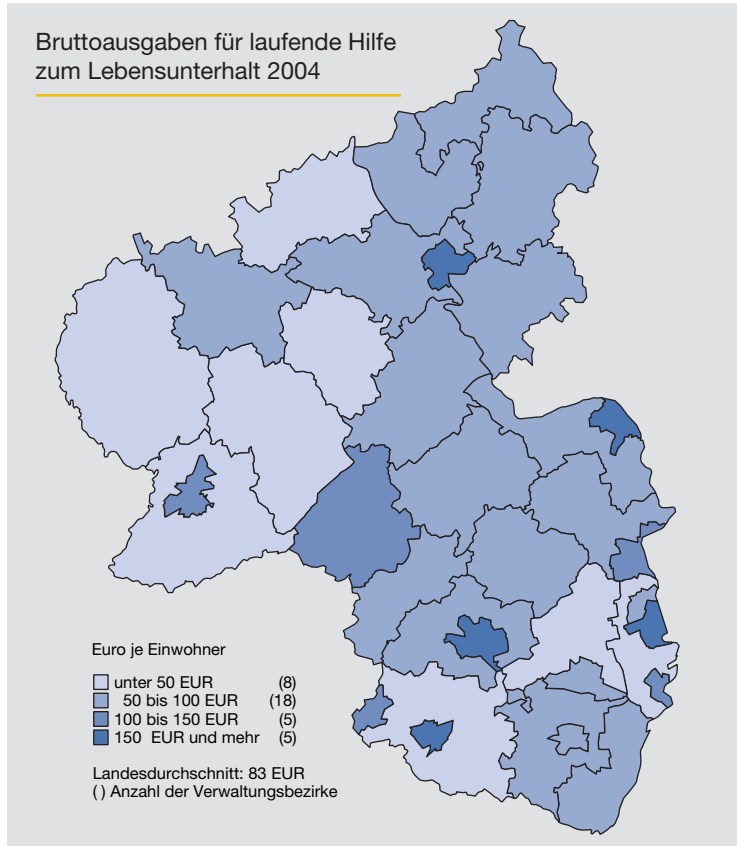 Bruttoausgaben für laufende Hilfe
zum Lebensunterhalt 2004
Euro je Einwohner
unter 50 EUR (8)
50 bis 100 EUR (18)
100 bis 150 EUR (5)
150 EUR und mehr (5)
Landesdurchschnitt: 83 EUR
( ) Anzahl der Verwaltungsbezirke